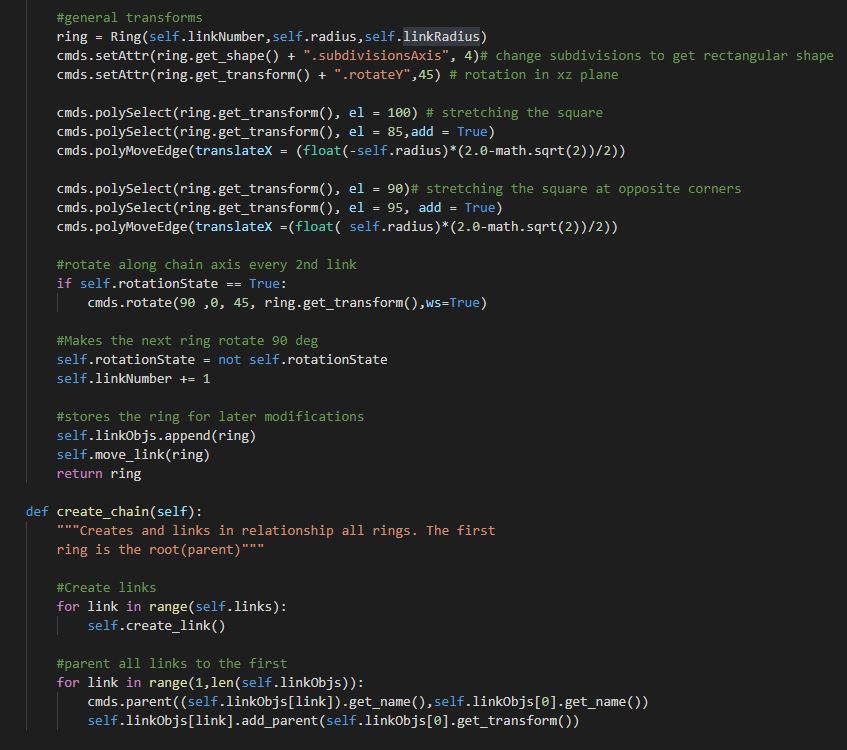 #general transforms
ring = Ring(self.linkNumber,self.radius,self.linkRadius)
cmds.setAttr(ring.get_shape() + ".subdivisionsAxis", 4)# change subdivisions to get rectangular shape
cmds.setAttr(ring.get_transform() + ".rotateY",45) # rotation in xz plane
cmds.polySelect(ring.get_transform(), el = 100) # stretching the square
cmds.polySelect(ring.get_transform(), el = 85,add = True)
cmds.polyMoveEdge(translateX = (float(-self.radius)*(2.0-math.sqrt(2))/2))
cmds.polySelect(ring.get_transform(), el = 90)# stretching the square at opposite corners
cmds.polySelect(ring.get_transform(), el = 95, add = True)
cmds.polyMoveEdge(translateX =(float( self.radius)*(2.0-math.sqrt(2))/2))
#rotate along chain axis every 2nd link
if self.rotationState == True:
cmds.rotate(90 ,0, 45, ring.get_transform(),ws=True)
#Makes the next ring rotate 90 deg
self.rotationState = not self.rotationState
self.linkNumber += 1
#stores the ring for later modifications
self.linkObjs.append(ring)
self.move_link(ring)
return ring
def create_chain(self):
"""Creates and links in relationship all rings. The first
ring is the root(parent)"""
#Create links
for link in range(self.links):
self.create_link()
#parent all links to the first
for link in range(1,len(self.linkObjs)):
cmds.parent((self.linkObjs[link]).get_name(),self.linkObjs[0].get_name())
self.linkObjs[link].add_parent(self.linkObjs[0].get_transform())